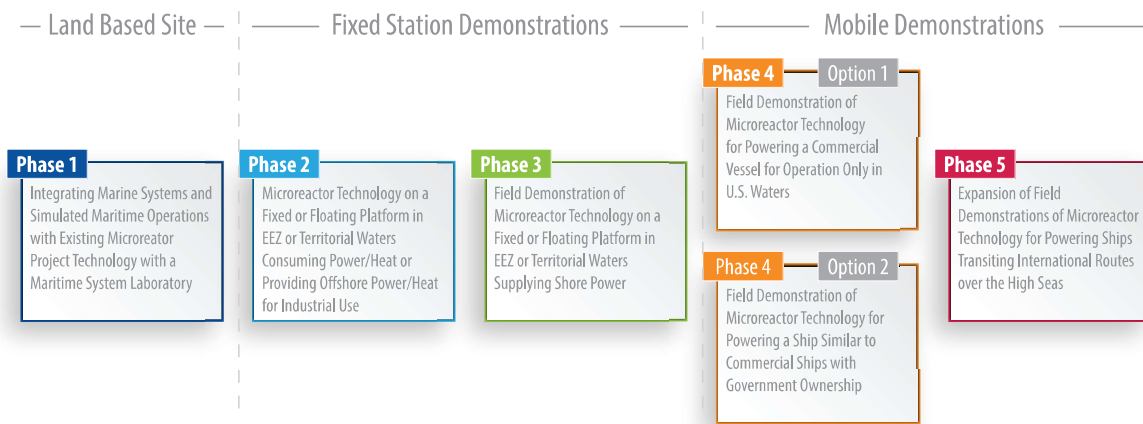 Land Based Site
Fixed Station Demonstrations
Mobile Demonstrations
Phase 1
Integrating Marine Systems and
Simulated Maritime Operations
with Existing Microreator
Project Technology with a
Maritime System Laboratory
Phase 2
Microreactor Technology on a
Fixed or Floating Platform in
EEZ or Territorial Waters
Consuming Power/Heat or
Providing Offshore Power/Heat
for Industrial Use
Phase 3
Field Demonstration of
Microreactor Technology on a
Fixed or Floating Platform in
EEZ or Territorial Waters
Supplying Shore Power
Phase 4 Option 1
Field Demonstration of
Microreactor Technology
for Powering a Commercial
Vessel for Operation Only in
U.S. Waters
Phase 4 Option 2
Field Demonstration of
Microreactor Technology for
Powering a Ship Similar to
Commercial Ships with
Government Ownership
Phase 5
Expansion of Field
Demonstrations of Microreactor
Technology for Powering Ships
Transiting International Routes
over the High Seas